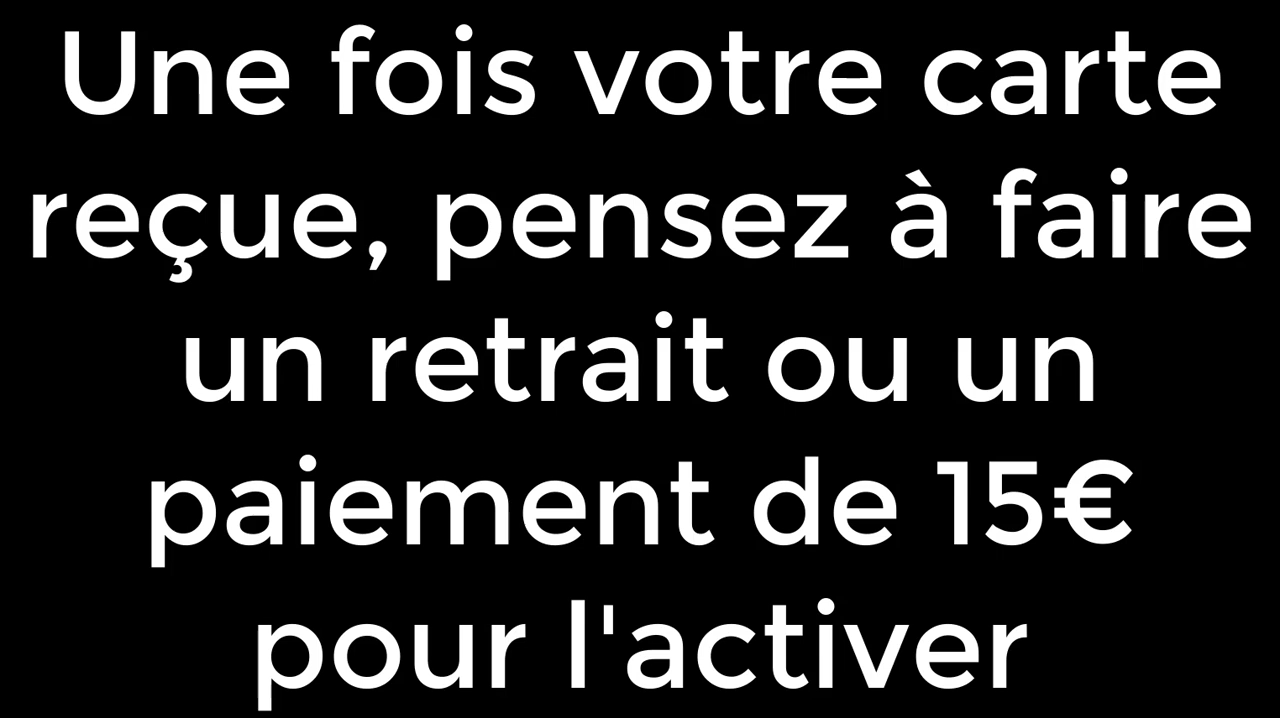 Une fois votre carte
reçue, pensez à faire
un retrait ou un
paiement de 15€
pour l'activer